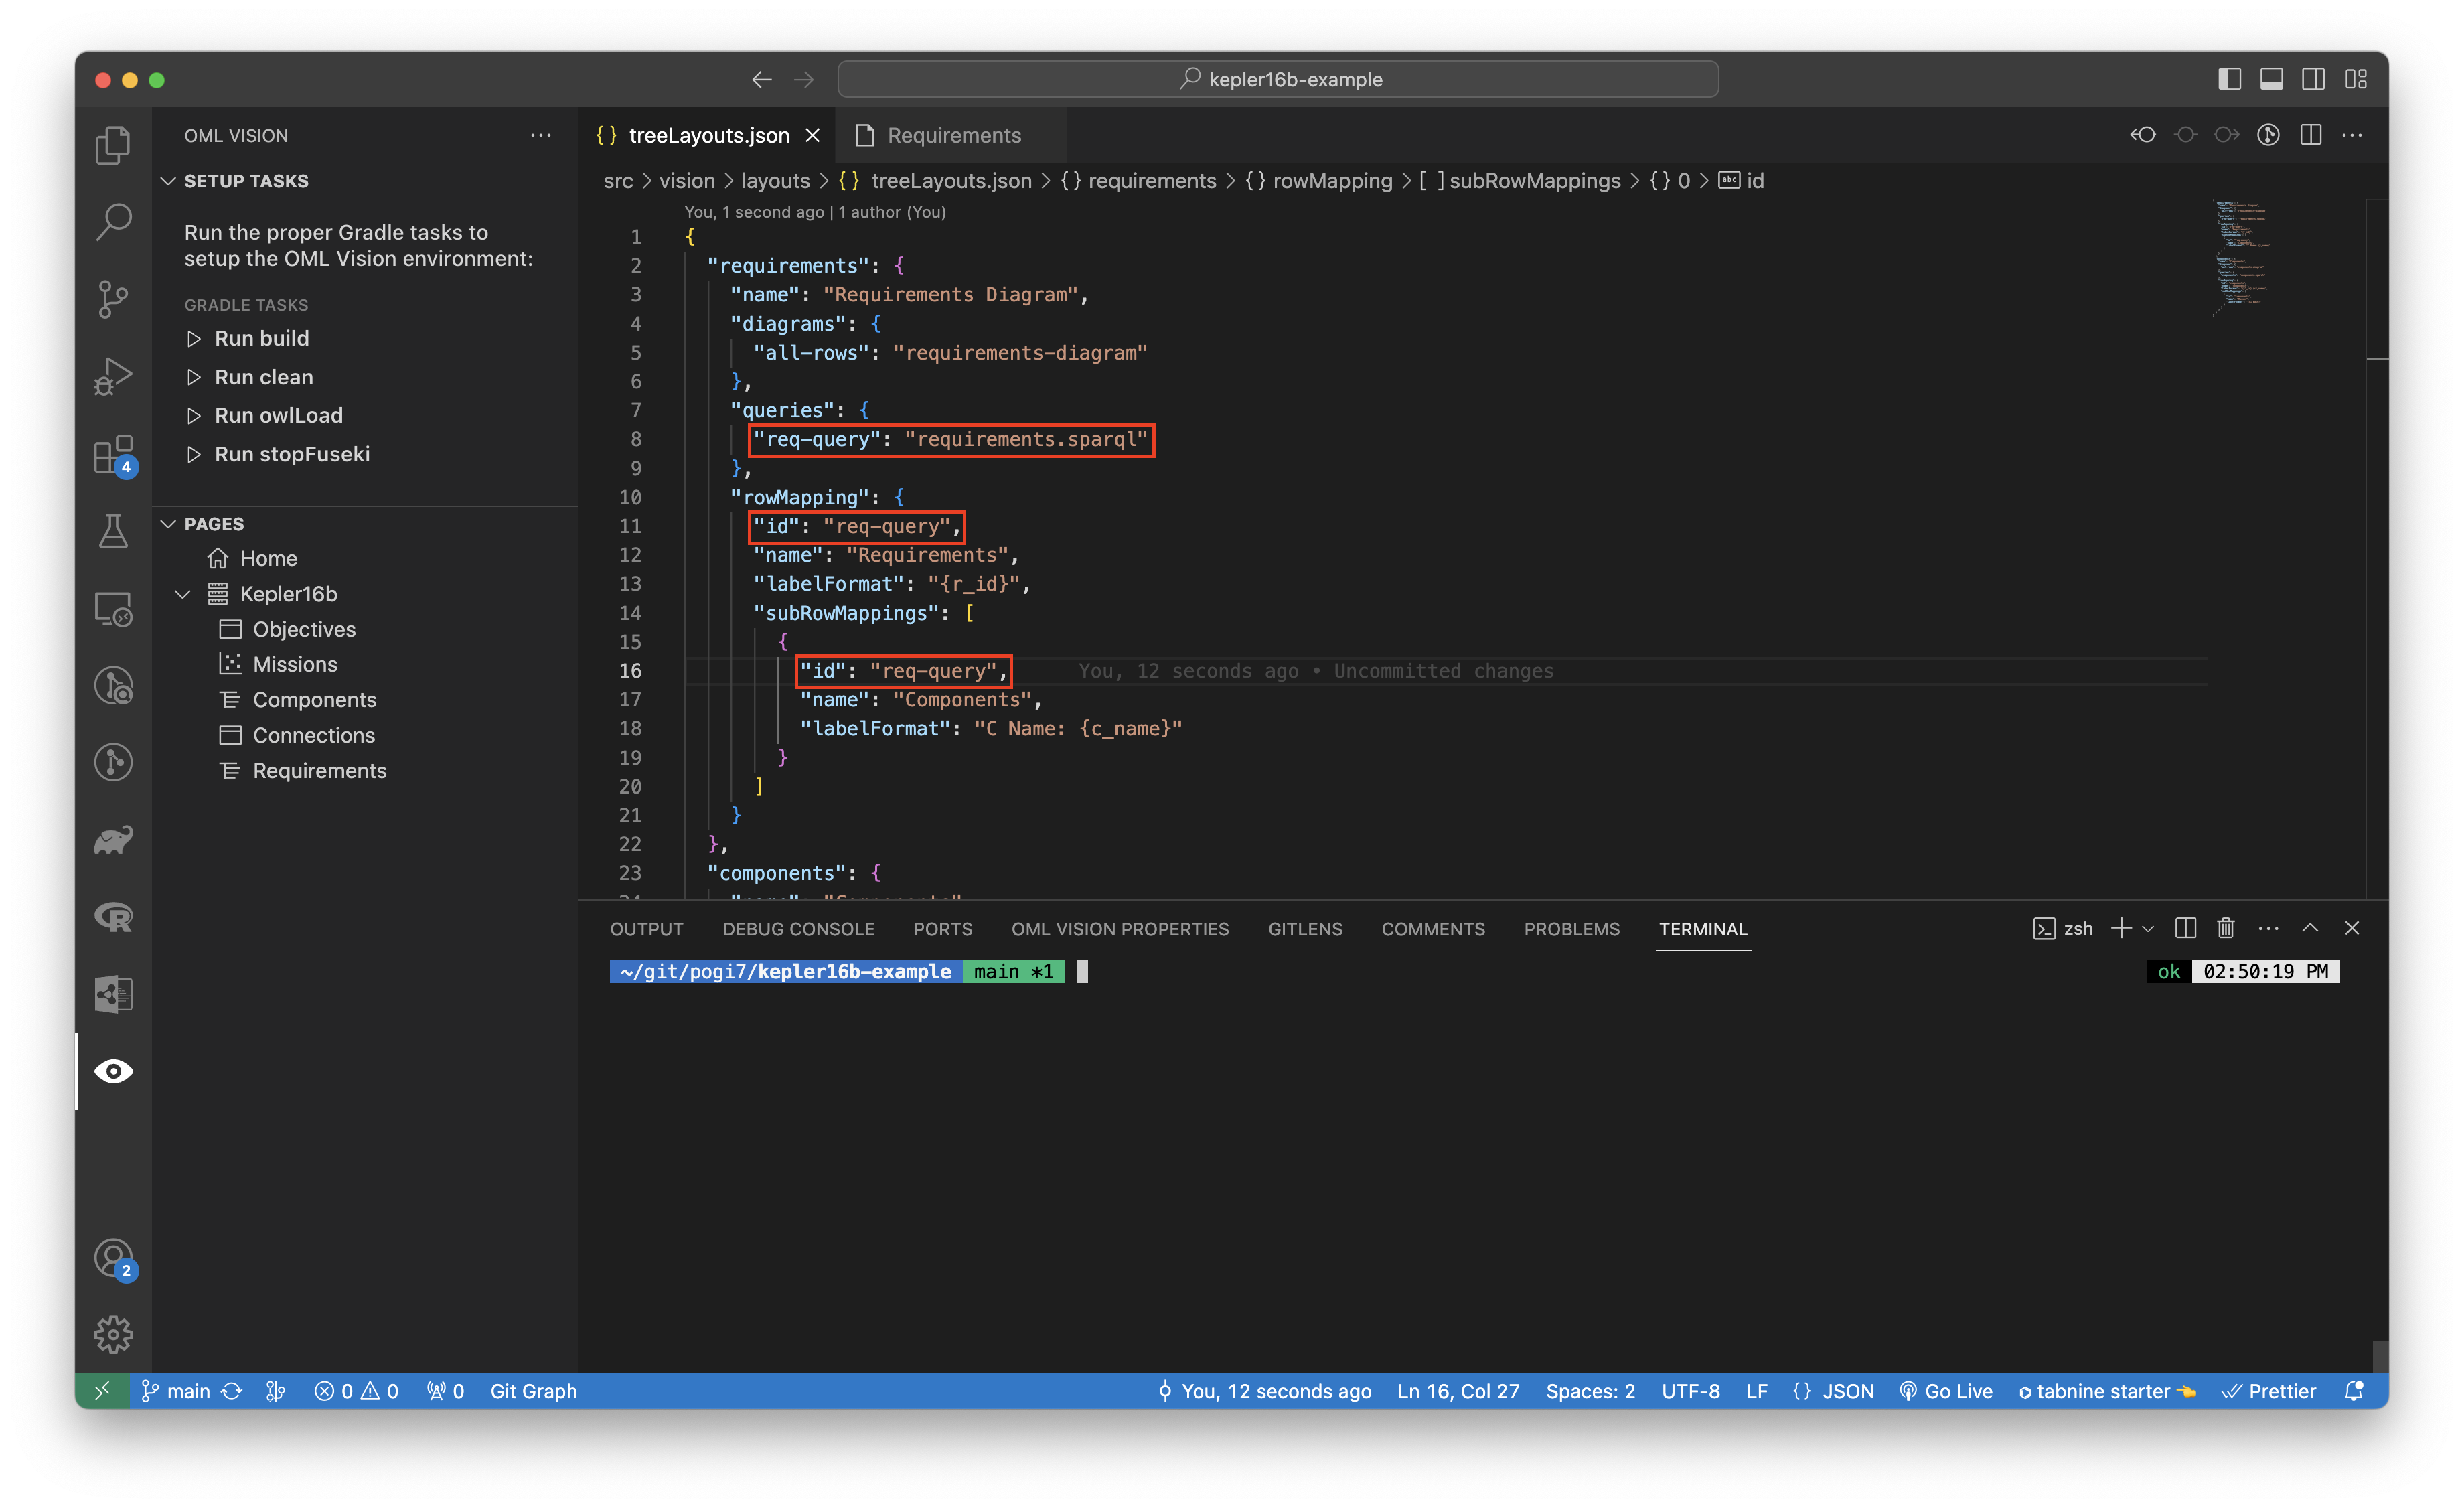 kepler16b-example
OML VISION
SETUP TASKS
Run the proper Gradle tasks to
setup the OML Vision environment:
GRADLE TASKS
Run build
Run clean
Run owlLoad
Run stopFuseki
PAGES
Home
Kepler16b
Objectives
Missions
Components
Connections
Requirements
4
2
{} treeLayouts.json
Requirements
src > vision > layouts > {} treeLayouts.json > {} requirements > {} rowMapping > [ ] subRowMappings > {} 0 > abc id
You, 1 second ago | 1 author (You)
1 {
2 "requirements": {
3 "name": "Requirements Diagram",
4 "diagrams": {
5 "all-rows": "requirements-diagram"
6 },
7 "queries": {
8 "req-query": "requirements.sparql"
9 },
10 "rowMapping": {
11 "id": "req-query",
12 "name": "Requirements",
13 "labelFormat": "{r_id}",
14 "subRowMappings": [
15 {
16 "id": "req-query", You, 12 seconds ago • Uncommitted changes
17 "name": "Components",
18 "labelFormat": "C Name: {c_name}"
19 }
20 ]
21 }
22 },
23 "components": {
OUTPUT DEBUG CONSOLE PORTS OML VISION PROPERTIES GITLENS COMMENTS PROBLEMS TERMINAL
zsh
~/git/pogi7/kepler16b-example main *1
ok 02:50:19 PM
main 0 0 0 Git Graph You, 12 seconds ago Ln 16, Col 27 Spaces: 2 UTF-8 LF {} JSON Go Live tabnine starter Prettier